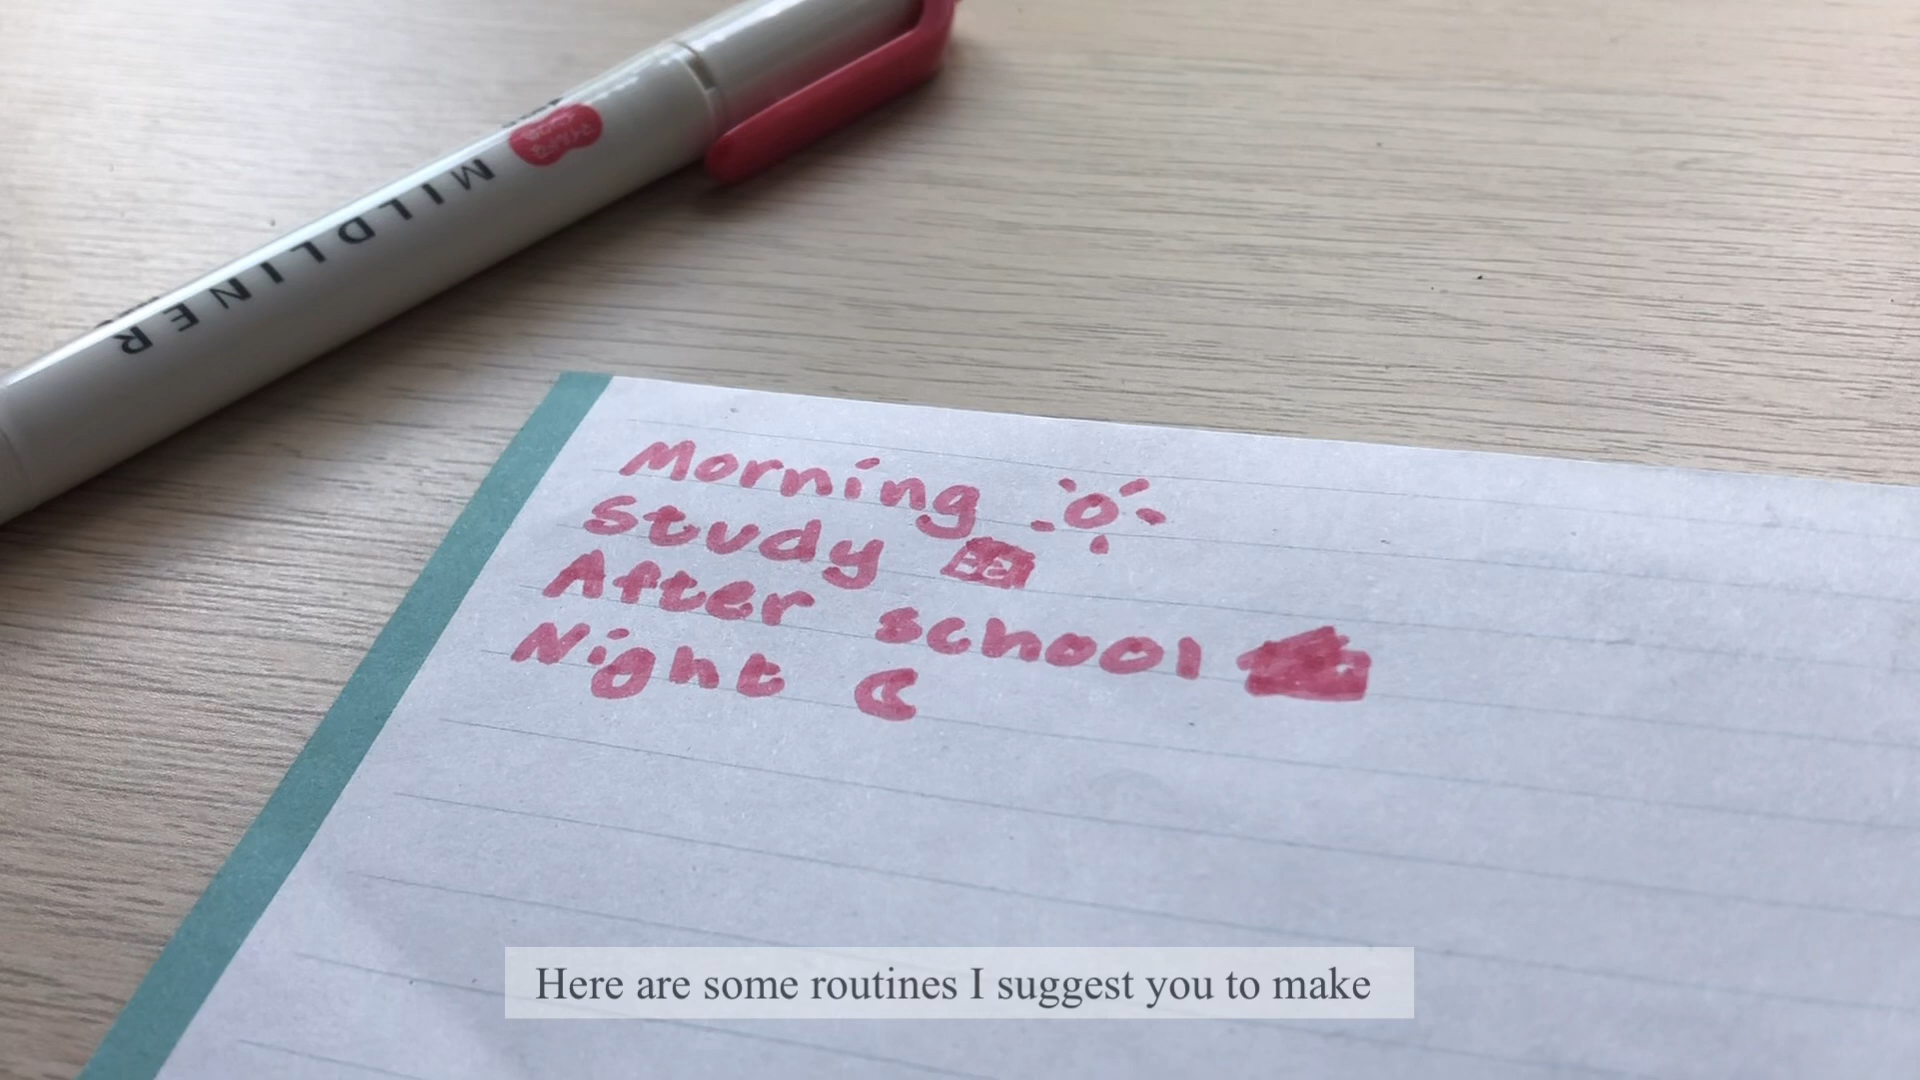 MILDLINER
Morning
Study
After school
Night
Here are some routines I suggest you to make